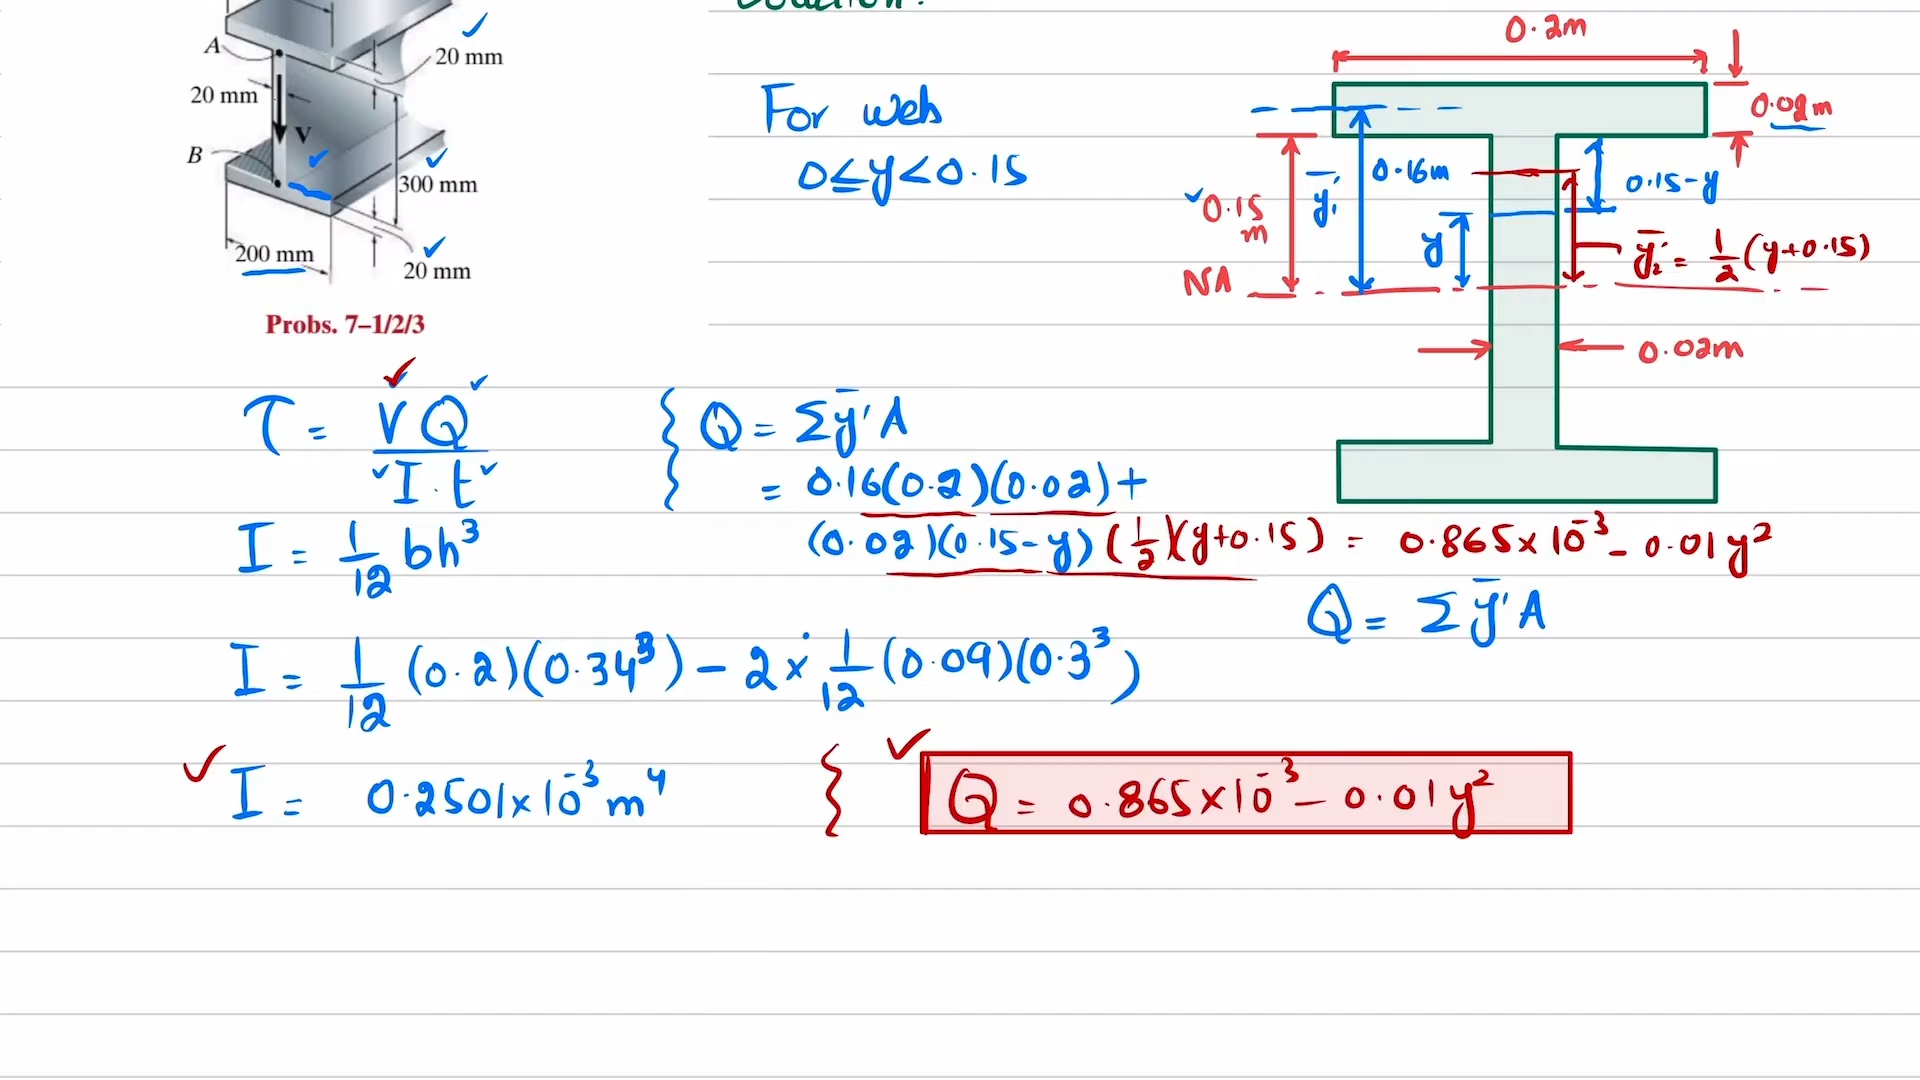 A
20 mm
20 mm
V
B
300 mm
200 mm
20 mm
Probs. 7–1/2/3
For web
0≤y<0.15
0.2m
0.02m
0.15
m
ȳ₁'
0.16m
0.15-y
y
ȳ₂' = 1/2 (y+0.15)
NA
0.02m
τ = VQ / I.t
Q = Σȳ'A
= 0.16(0.2)(0.02)+
(0.02)(0.15-y)(1/2)(y+0.15) = 0.865×10⁻³ - 0.01y²
I = 1/12 bh³
Q = Σȳ'A
I = 1/12 (0.2)(0.34³) - 2× 1/12 (0.09)(0.3³)
I = 0.2501×10⁻³ m⁴
Q = 0.865×10⁻³ - 0.01y²